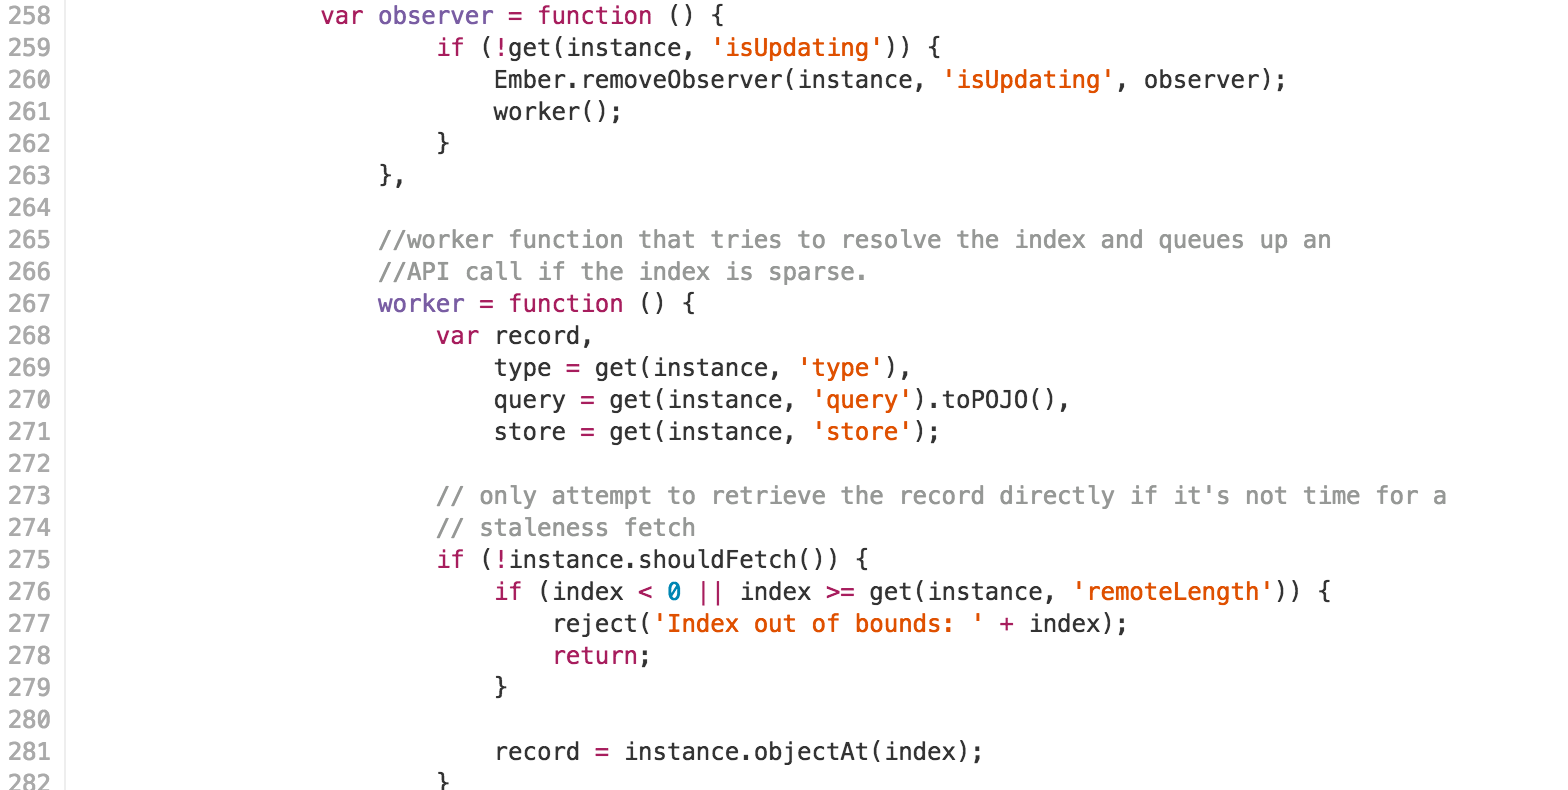 258 var observer = function () {
259 if (!get(instance, 'isUpdating')) {
260 Ember.removeObserver(instance, 'isUpdating', observer);
261 worker();
262 }
263 },
264
265 //worker function that tries to resolve the index and queues up an
266 //API call if the index is sparse.
267 worker = function () {
268 var record,
269 type = get(instance, 'type'),
270 query = get(instance, 'query').toPOJO(),
271 store = get(instance, 'store');
272
273 // only attempt to retrieve the record directly if it's not time for a
274 // staleness fetch
275 if (!instance.shouldFetch()) {
276 if (index < 0 || index >= get(instance, 'remoteLength')) {
277 reject('Index out of bounds: ' + index);
278 return;
279 }
280
281 record = instance.objectAt(index);
282 }